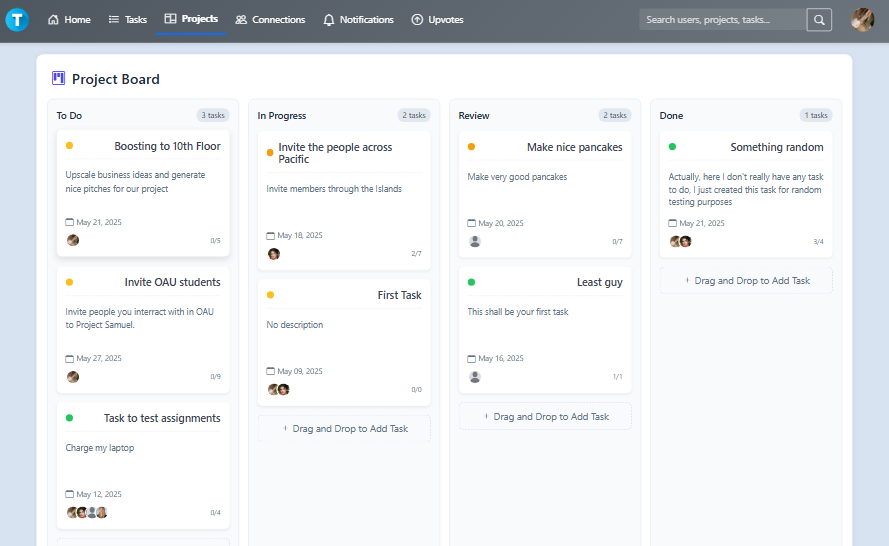 T Home Tasks Projects Connections Notifications Upvotes Search users, projects, tasks...
Project Board
To Do 3 tasks
Boosting to 10th Floor
Upscale business ideas and generate
nice pitches for our project
May 21, 2025
0/5
Invite OAU students
Invite people you interract with in OAU
to Project Samuel.
May 27, 2025
0/9
Task to test assignments
Charge my laptop
May 12, 2025
0/4
In Progress 2 tasks
Invite the people across
Pacific
Invite members through the Islands
May 18, 2025
2/7
First Task
No description
May 09, 2025
0/0
+ Drag and Drop to Add Task
Review 2 tasks
Make nice pancakes
Make very good pancakes
May 20, 2025
0/7
Least guy
This shall be your first task
May 16, 2025
1/1
+ Drag and Drop to Add Task
Done 1 tasks
Something random
Actually, here I don't really have any task
to do, I just created this task for random
testing purposes
May 21, 2025
3/4
+ Drag and Drop to Add Task